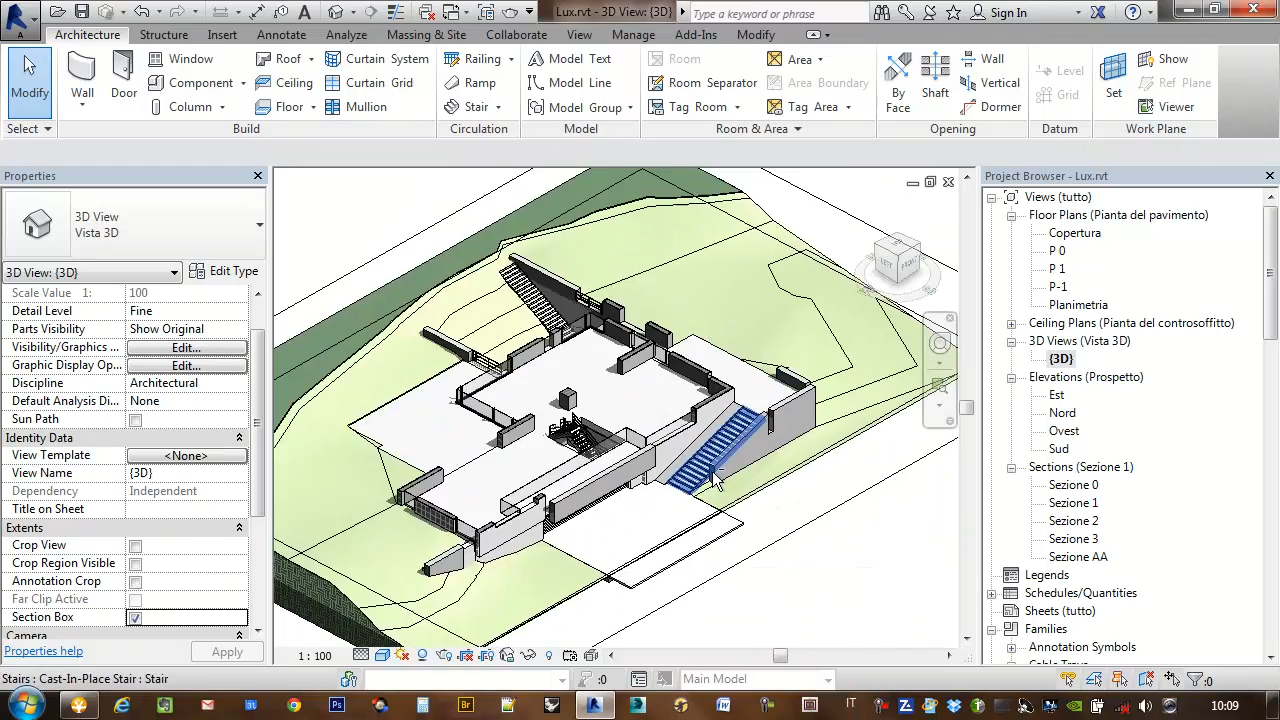 Lux.rvt - 3D View: {3D}
Type a keyword or phrase
Sign In
Architecture Structure Insert Annotate Analyze Massing & Site Collaborate View Manage Add-Ins Modify
Modify
Wall
Door
Window
Component
Column
Roof
Ceiling
Floor
Curtain System
Curtain Grid
Mullion
Railing
Ramp
Stair
Model Text
Model Line
Model Group
Room
Room Separator
Tag Room
Area
Area Boundary
Tag Area
By Face
Shaft
Wall
Vertical
Dormer
Level
Grid
Set
Show
Ref Plane
Viewer
Select Build Circulation Model Room & Area Opening Datum Work Plane
Properties
3D View
Vista 3D
3D View: {3D} Edit Type
Scale Value 1: 100
Detail Level Fine
Parts Visibility Show Original
Visibility/Graphics ... Edit...
Graphic Display Op... Edit...
Discipline Architectural
Default Analysis Di... None
Sun Path
Identity Data
View Template <None>
View Name {3D}
Dependency Independent
Title on Sheet
Extents
Crop View
Crop Region Visible
Annotation Crop
Far Clip Active
Section Box
Camera
Properties help Apply
LEFT FRONT
1 : 100
Project Browser - Lux.rvt
Views (tutto)
Floor Plans (Pianta del pavimento)
Copertura
P 0
P 1
P-1
Planimetria
Ceiling Plans (Pianta del controsoffitto)
3D Views (Vista 3D)
{3D}
Elevations (Prospetto)
Est
Nord
Ovest
Sud
Sections (Sezione 1)
Sezione 0
Sezione 1
Sezione 2
Sezione 3
Sezione AA
Legends
Schedules/Quantities
Sheets (tutto)
Families
Annotation Symbols
Cable Trays
Stairs : Cast-In-Place Stair : Stair
:0
Main Model
:0
IT
10:09